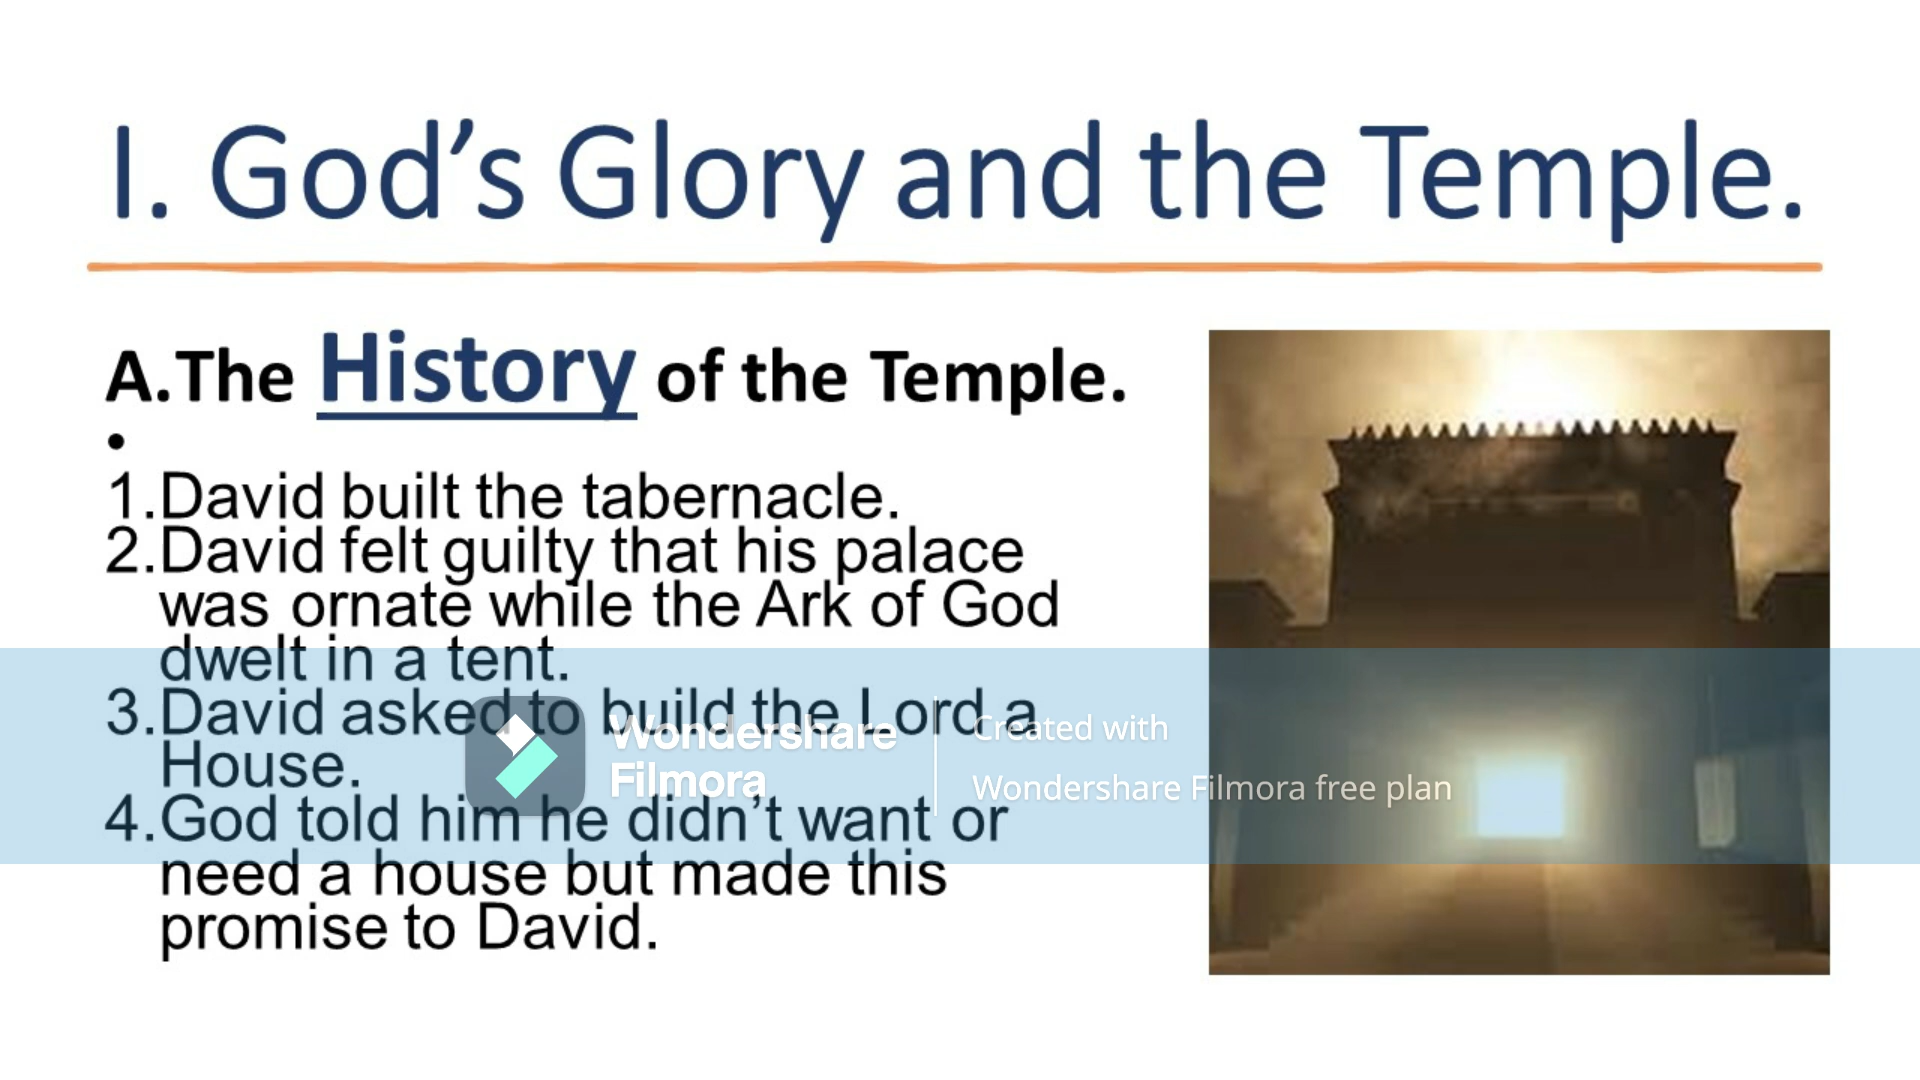 I. God’s Glory and the Temple.
A.The History of the Temple.
•
1.David built the tabernacle.
2.David felt guilty that his palace
was ornate while the Ark of God
dwelt in a tent.
3.David asked to build the Lord a
House.
4.God told him he didn’t want or
need a house but made this
promise to David.
Wondershare
Filmora
Created with
Wondershare Filmora free plan